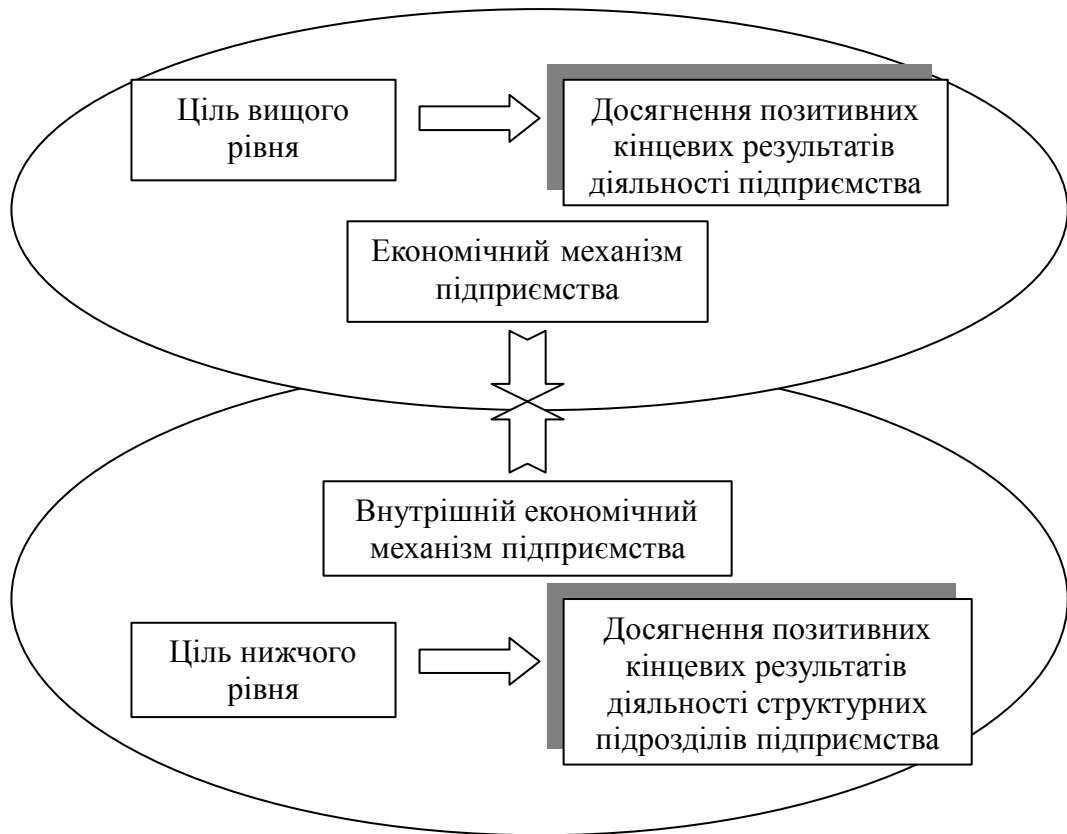 Ціль вищого
рівня
Досягнення позитивних
кінцевих результатів
діяльності підприємства
Економічний механізм
підприємства
Внутрішній економічний
механізм підприємства
Ціль нижчого
рівня
Досягнення позитивних
кінцевих результатів
діяльності структурних
підрозділів підприємства